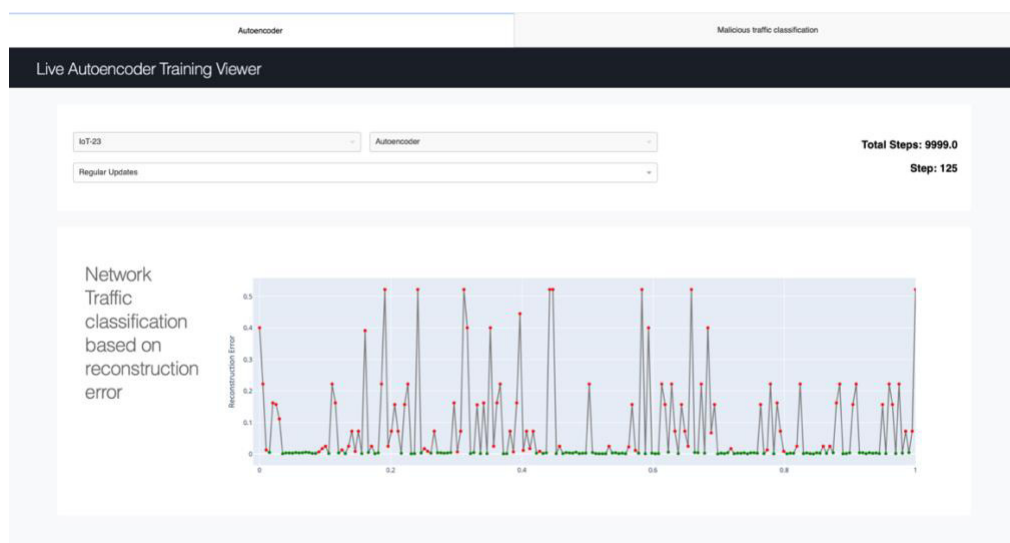 Autoencoder
Malicious traffic classification
Live Autoencoder Training Viewer
IoT-23
Autoencoder
Total Steps: 9999.0
Regular Updates
Step: 125
Network
Traffic
classification
based on
reconstruction
error
Reconstruction Error
0.5
0.4
0.3
0.2
0.1
0
0
0.2
0.4
0.6
0.8
1